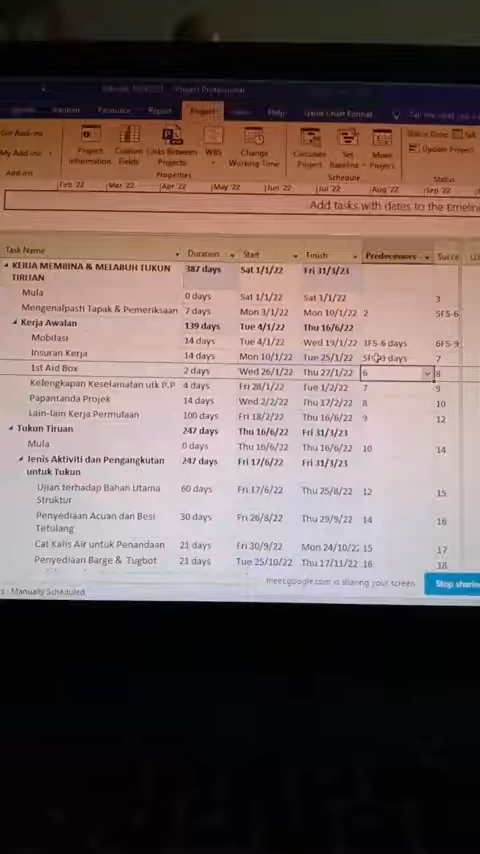 Project Professional
Resource Report Project Help Gantt Chart Format Tell me what you
Get Add-ins
My Add-ins
Add-ins
Project Information
Custom Fields
Links Between Projects
WBS
Change Working Time
Calculate Project
Set Baseline
Move Project
Status Date:
Update Project
Properties
Schedule
Status
Feb '22 Mar '22 Apr '22 May '22 Jun '22 Jul '22 Aug '22 Sep '22
Add tasks with dates to the timeline
Task Name Duration Start Finish Predecessors Succe
KERJA MEMBINA & MELABUH TUKUN TIRUAN 387 days Sat 1/1/22 Fri 31/3/23
Mula 0 days Sat 1/1/22 Sat 1/1/22 3
Mengenalpasti Tapak & Pemeriksaan 7 days Mon 3/1/22 Mon 10/1/22 2 5FS-6
Kerja Awalan 139 days Tue 4/1/22 Thu 16/6/22
Mobilasi 14 days Tue 4/1/22 Wed 19/1/22 3FS-6 days 6FS-9
Insuran Kerja 14 days Mon 10/1/22 Tue 25/1/22 5FS-9 days 7
1st Aid Box 2 days Wed 26/1/22 Thu 27/1/22 6 8
Kelengkapan Keselamatan utk P.P 4 days Fri 28/1/22 Tue 1/2/22 7 9
Papantanda Projek 14 days Wed 2/2/22 Thu 17/2/22 8 10
Lain-lain Kerja Permulaan 100 days Fri 18/2/22 Thu 16/6/22 9 12
Tukun Tiruan 247 days Thu 16/6/22 Fri 31/3/23
Mula 0 days Thu 16/6/22 Thu 16/6/22 10 14
Jenis Aktiviti dan Pengangkutan untuk Tukun 247 days Fri 17/6/22 Fri 31/3/23
Ujian terhadap Bahan Utama Struktur 60 days Fri 17/6/22 Thu 25/8/22 12 15
Penyediaan Acuan dan Besi Tetulang 30 days Fri 26/8/22 Thu 29/9/22 14 16
Cat Kalis Air untuk Penandaan 21 days Fri 30/9/22 Mon 24/10/22 15 17
Penyediaan Barge & Tugbot 21 days Tue 25/10/22 Thu 17/11/22 16 18
meet.google.com is sharing your screen. Stop sharing
Manually Scheduled